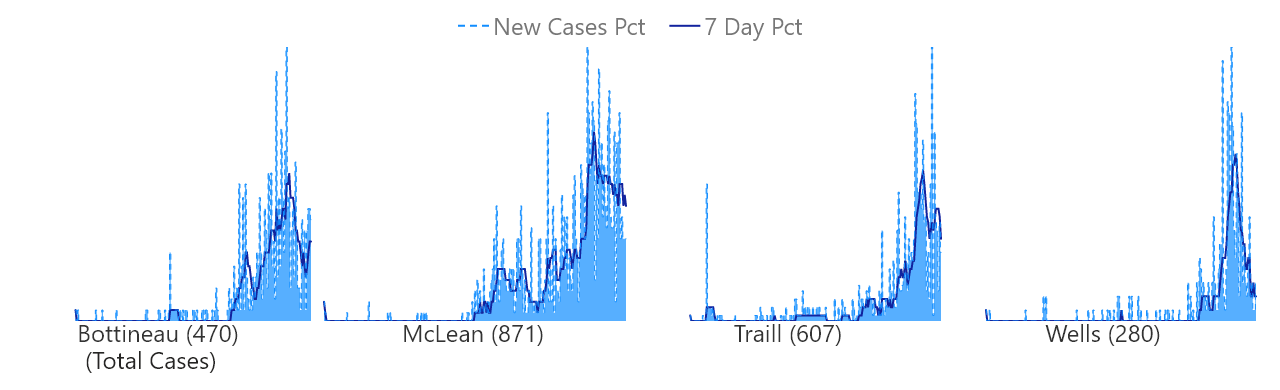 New Cases Pct 7 Day Pct
Bottineau (470) McLean (871) Traill (607) Wells (280)
(Total Cases)